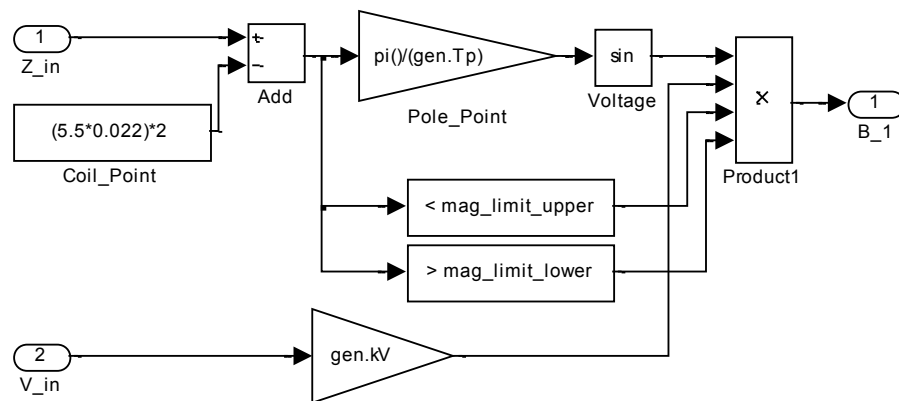 1
Z_in
+
−
Add
(5.5*0.022)*2
Coil_Point
pi()/(gen.Tp)
Pole_Point
sin
Voltage
×
Product1
1
B_1
< mag_limit_upper
> mag_limit_lower
2
V_in
gen.kV